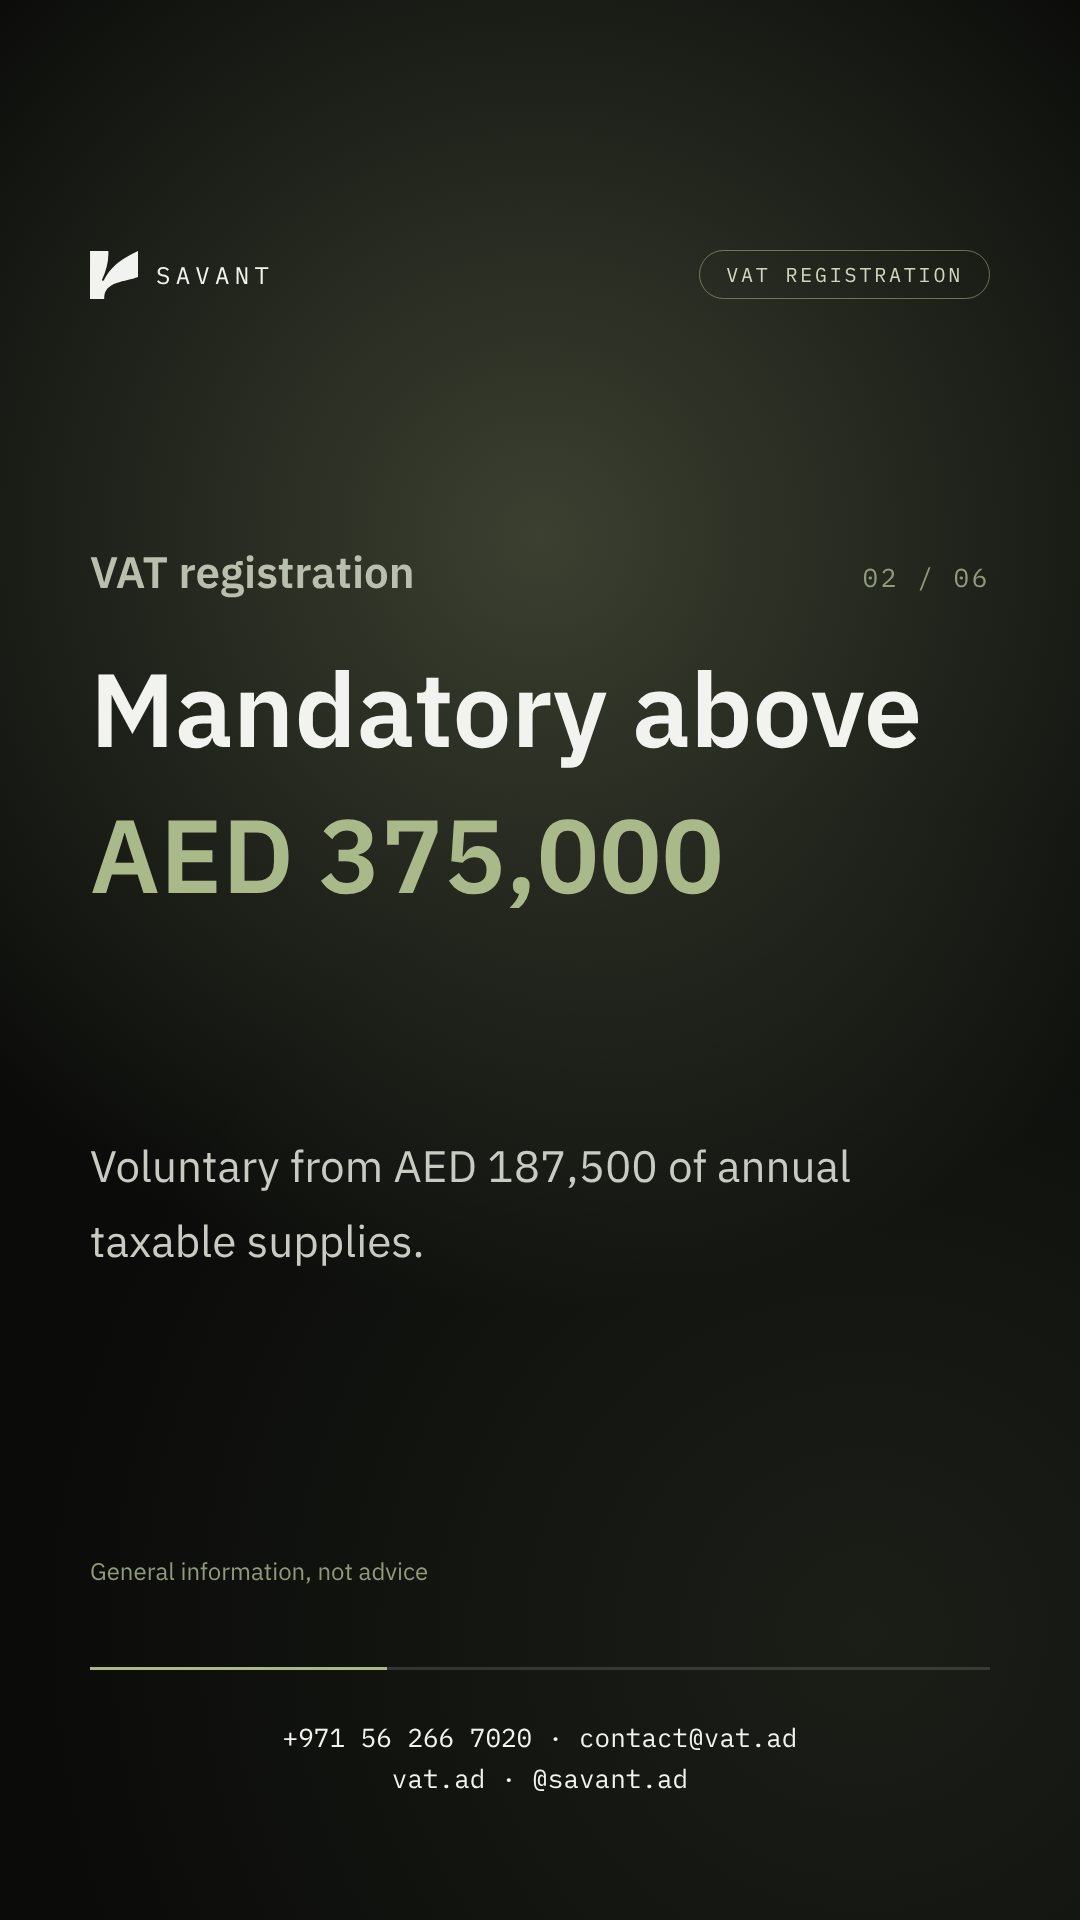 SAVANT
VAT REGISTRATION
VAT registration
02 / 06
Mandatory above
AED 375,000
Voluntary from AED 187,500 of annual
taxable supplies.
General information, not advice
+971 56 266 7020 · contact@vat.ad
vat.ad · @savant.ad